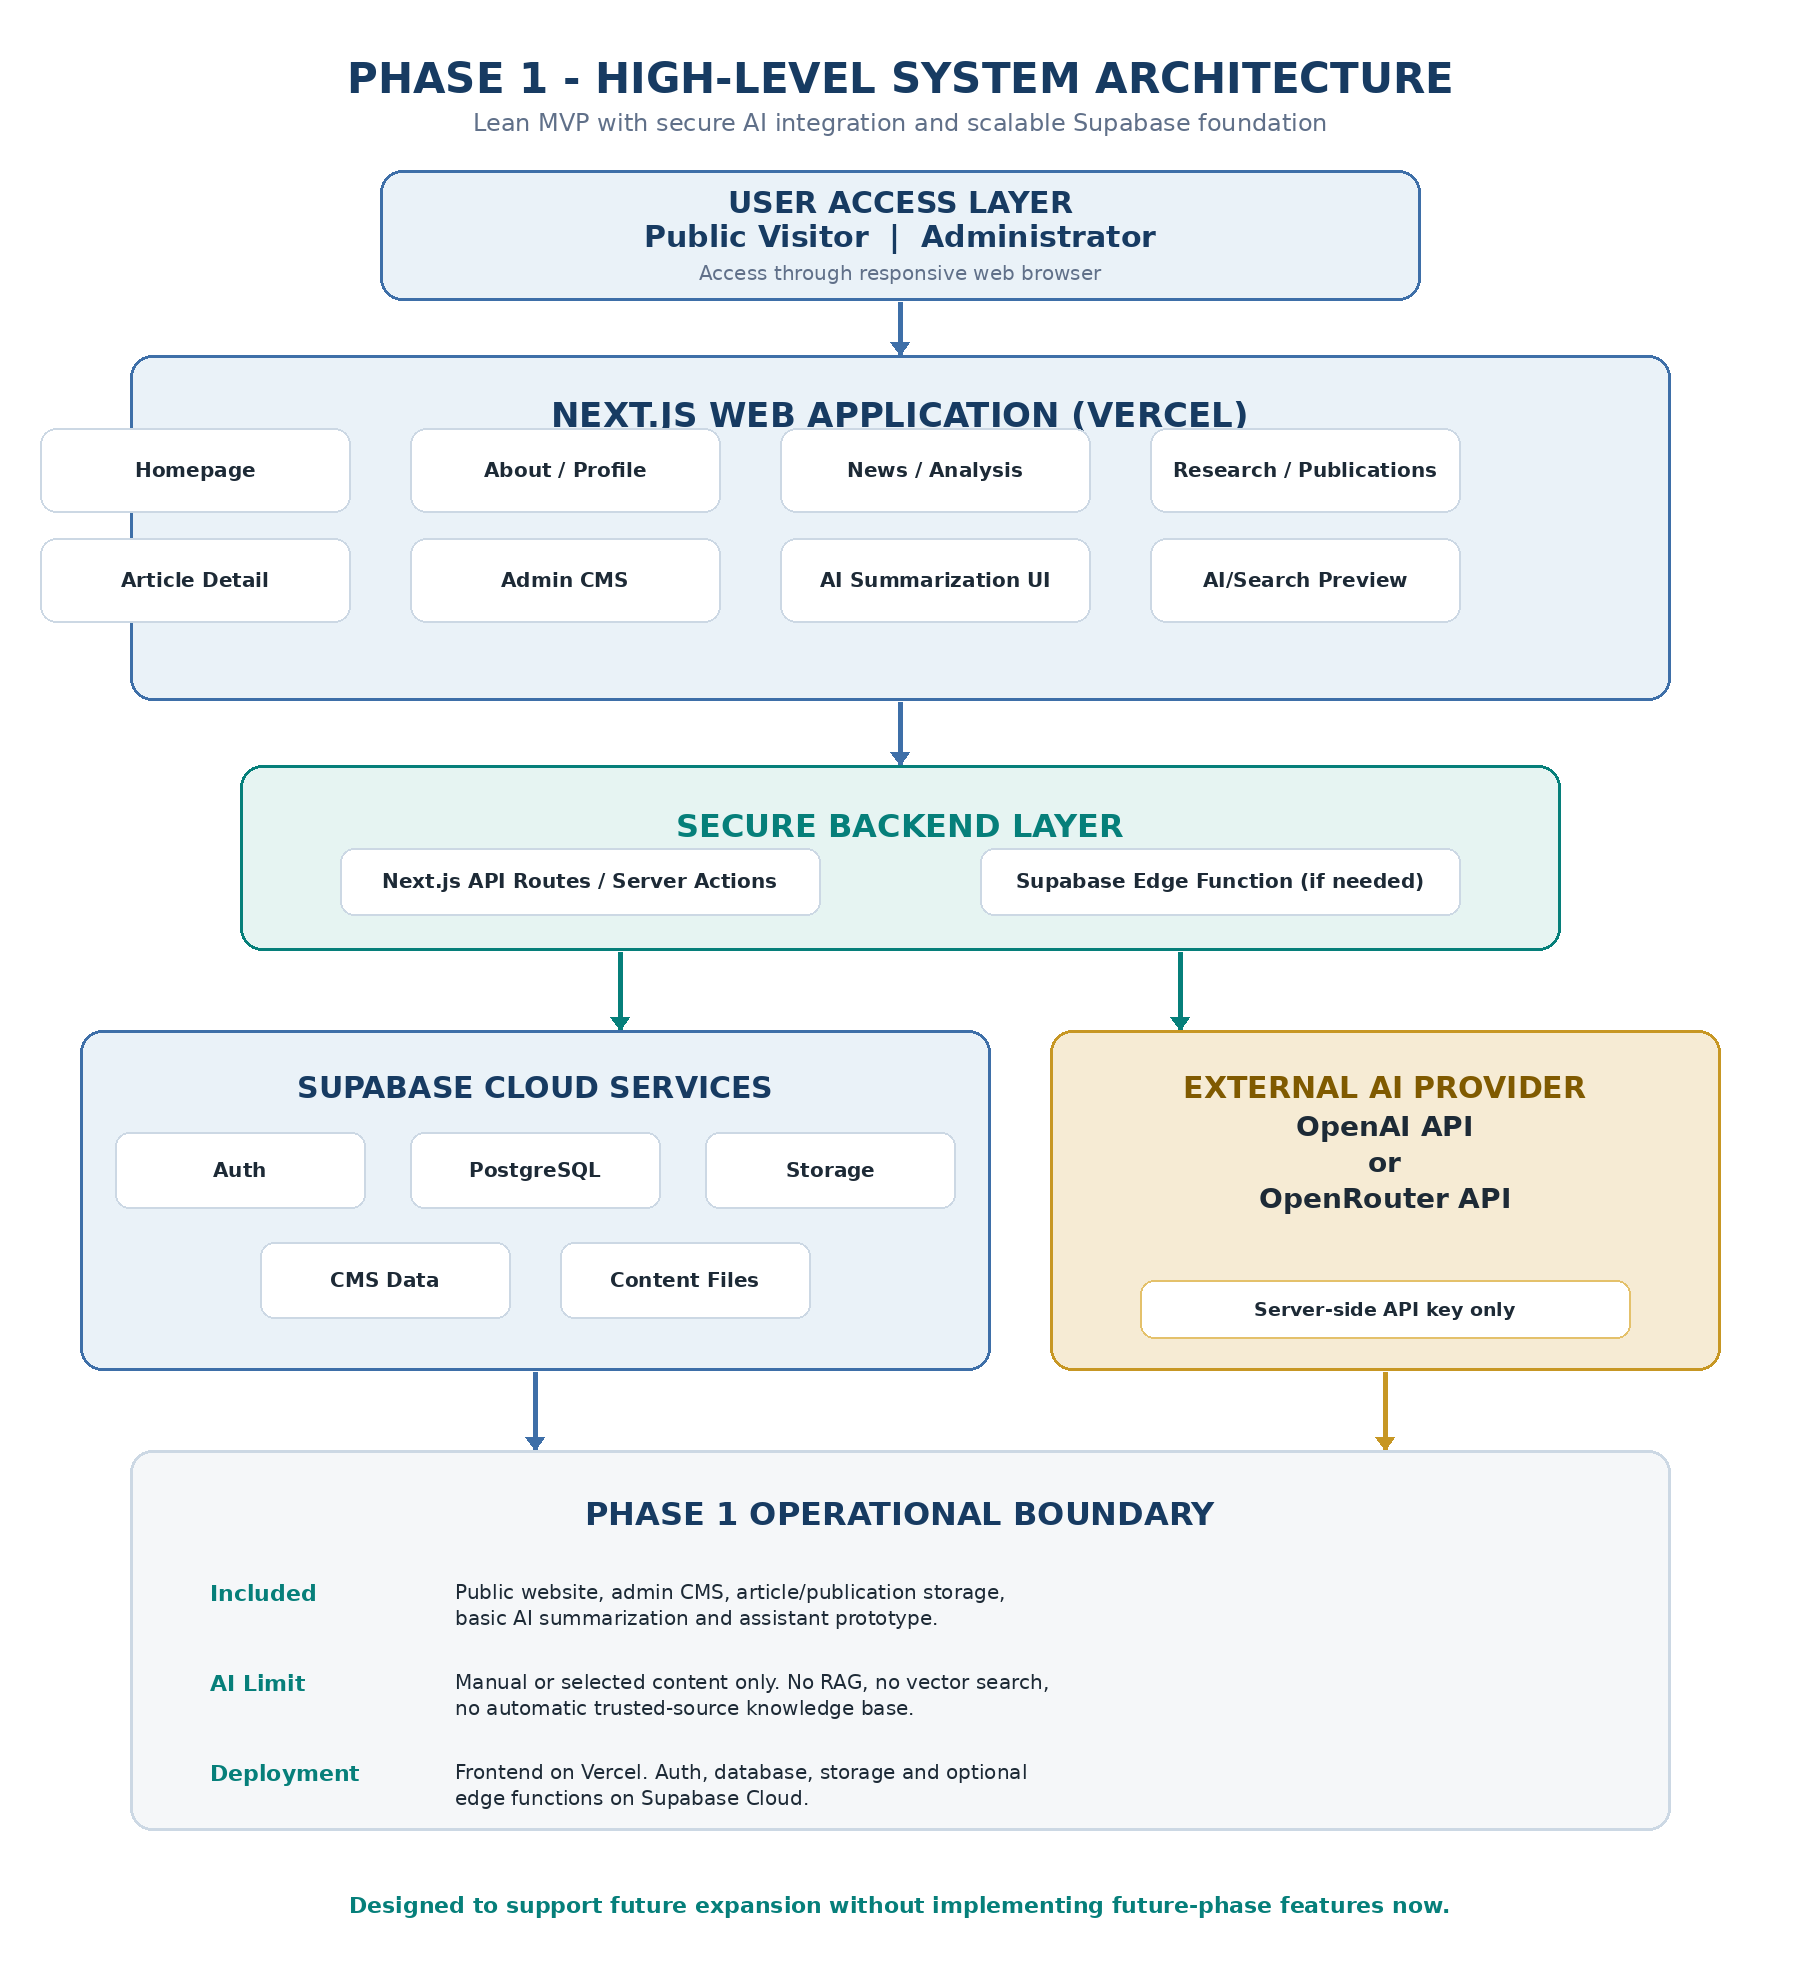 PHASE 1 - HIGH-LEVEL SYSTEM ARCHITECTURE
Lean MVP with secure AI integration and scalable Supabase foundation
USER ACCESS LAYER
Public Visitor | Administrator
Access through responsive web browser
NEXT.JS WEB APPLICATION (VERCEL)
Homepage
About / Profile
News / Analysis
Research / Publications
Article Detail
Admin CMS
AI Summarization UI
AI/Search Preview
SECURE BACKEND LAYER
Next.js API Routes / Server Actions
Supabase Edge Function (if needed)
SUPABASE CLOUD SERVICES
Auth
PostgreSQL
Storage
CMS Data
Content Files
EXTERNAL AI PROVIDER
OpenAI API
or
OpenRouter API
Server-side API key only
PHASE 1 OPERATIONAL BOUNDARY
Included
Public website, admin CMS, article/publication storage,
basic AI summarization and assistant prototype.
AI Limit
Manual or selected content only. No RAG, no vector search,
no automatic trusted-source knowledge base.
Deployment
Frontend on Vercel. Auth, database, storage and optional
edge functions on Supabase Cloud.
Designed to support future expansion without implementing future-phase features now.